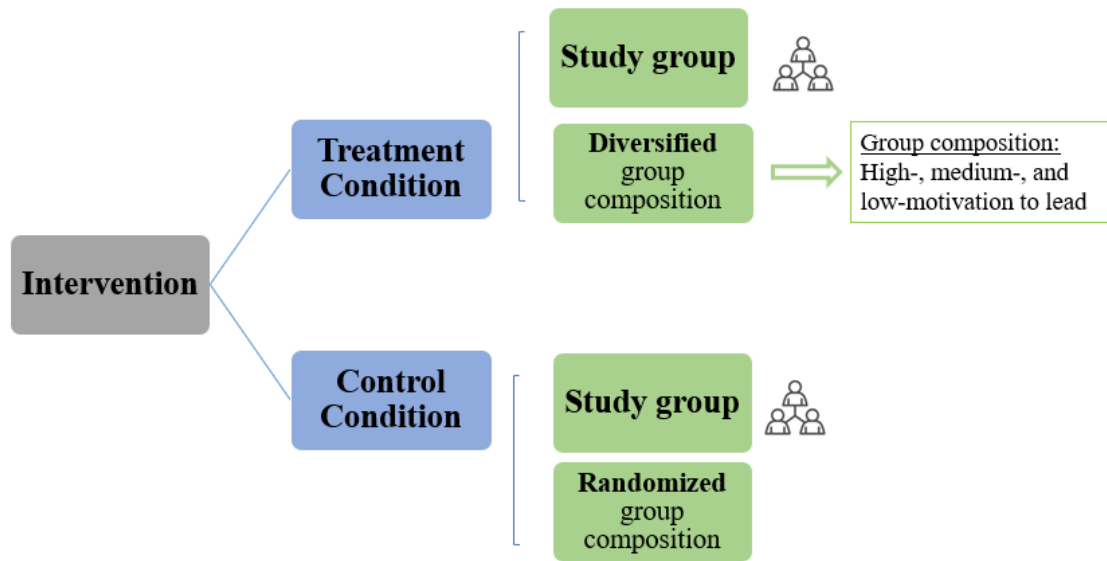 Intervention
Treatment
Condition
Study group
Diversified
group
composition
Group composition:
High-, medium-, and
low-motivation to lead
Control
Condition
Study group
Randomized
group
composition